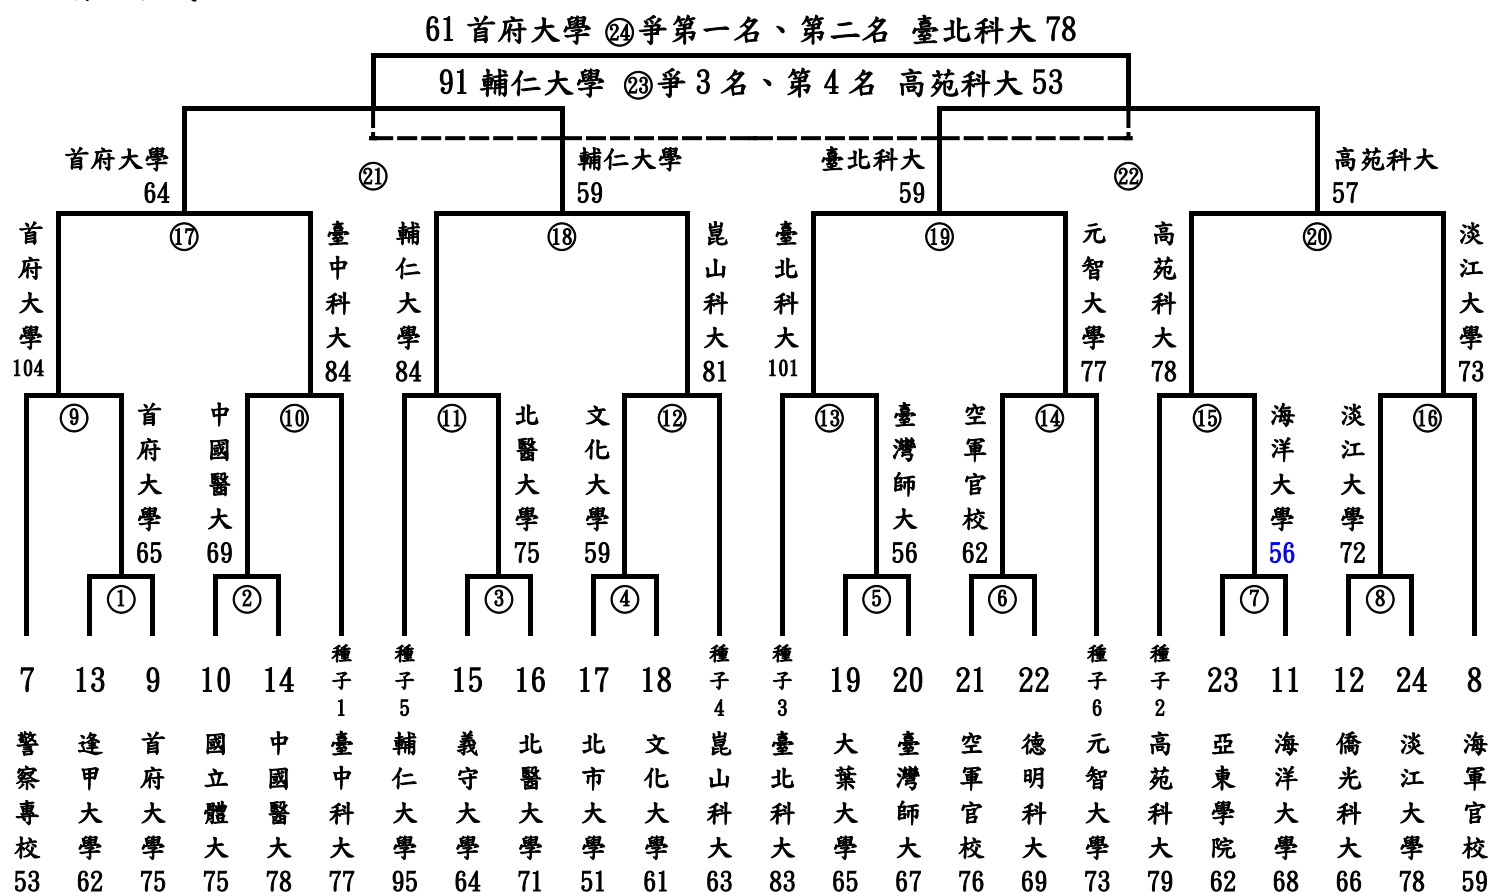 61 首府大學 ㉔爭第一名、第二名 臺北科大 78
91 輔仁大學 ㉓爭 3 名、第 4 名 高苑科大 53
首府大學 64
㉑
輔仁大學 59
臺北科大 59
㉒
高苑科大 57
首府大學 104
⑰
臺中科大 84
輔仁大學 84
⑱
崑山科大 81
臺北科大 101
⑲
元智大學 77
高苑科大 78
⑳
淡江大學 73
⑨
首府大學 65
中國醫大 69
⑩
⑪
北醫大學 75
文化大學 59
⑫
⑬
臺灣師大 56
空軍官校 62
⑭
⑮
海洋大學 56
淡江大學 72
⑯
① ② ③ ④ ⑤ ⑥ ⑦ ⑧
7 警察專校 53
13 逢甲大學 62
9 首府大學 75
10 國立體大 75
14 中國醫大 78
種子1 臺中科大 77
種子5 輔仁大學 95
15 義守大學 64
16 北醫大學 71
17 北市大學 51
18 文化大學 61
種子4 崑山科大 63
種子3 臺北科大 83
19 大葉大學 65
20 臺灣師大 67
21 空軍官校 76
22 德明科大 69
種子6 元智大學 73
種子2 高苑科大 79
23 亞東學院 62
11 海洋大學 68
12 僑光科大 66
24 淡江大學 78
8 海軍官校 59